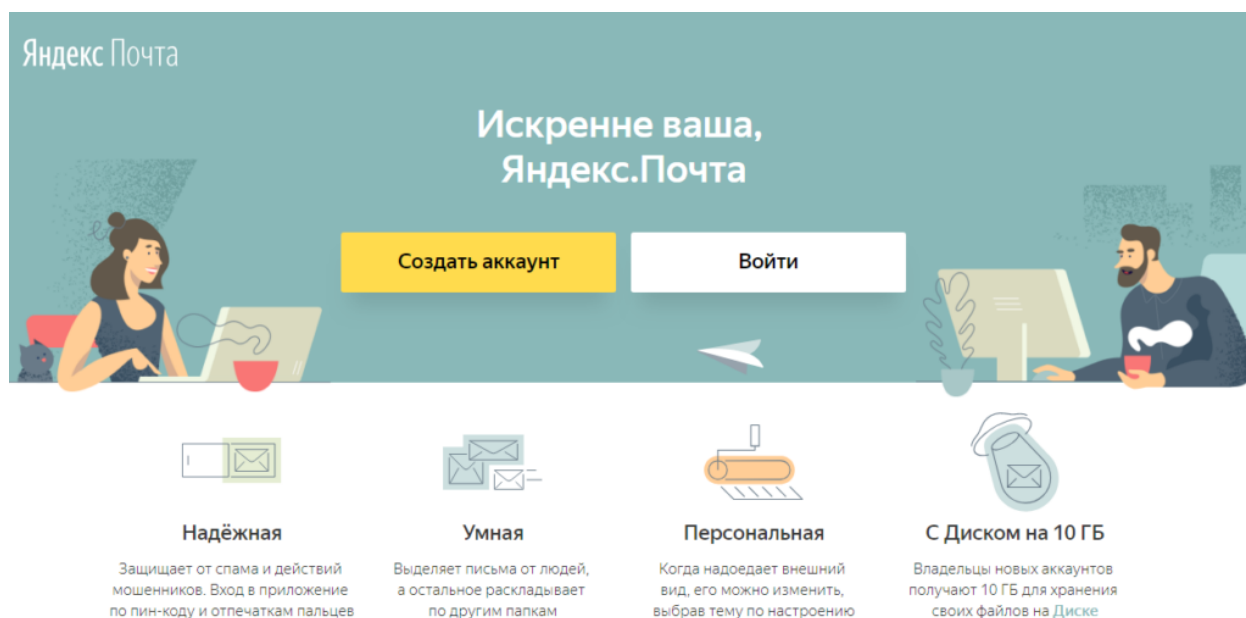 Яндекс Почта
Искренне ваша,
Яндекс.Почта
Создать аккаунт
Войти
Надёжная
Защищает от спама и действий
мошенников. Вход в приложение
по пин-коду и отпечаткам пальцев
Умная
Выделяет письма от людей,
а остальное раскладывает
по другим папкам
Персональная
Когда надоедает внешний
вид, его можно изменить,
выбрав тему по настроению
С Диском на 10 ГБ
Владельцы новых аккаунтов
получают 10 ГБ для хранения
своих файлов на Диске